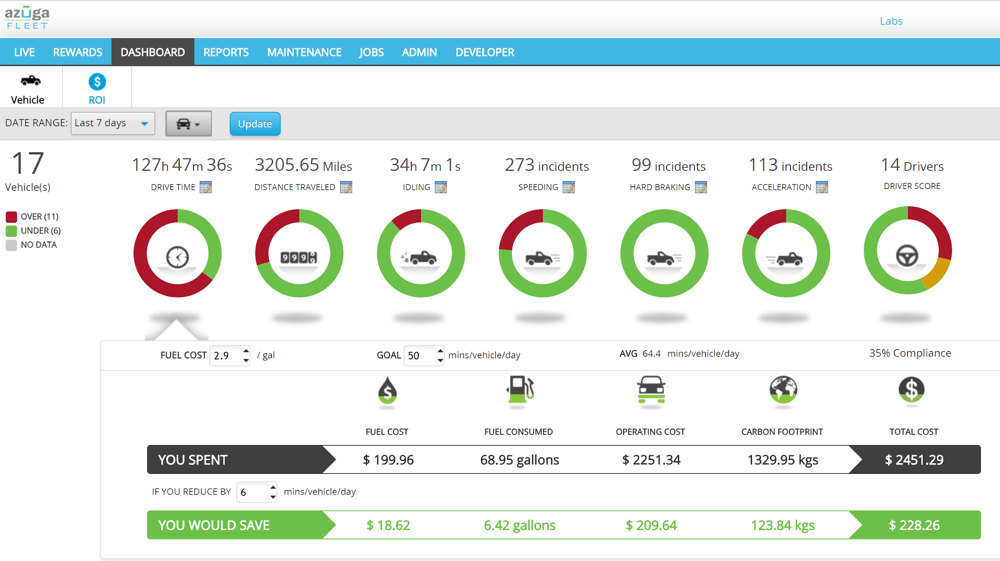 azūga
FLEET
Labs
LIVE REWARDS DASHBOARD REPORTS MAINTENANCE JOBS ADMIN DEVELOPER
Vehicle
$
ROI
DATE RANGE: Last 7 days Update
17
Vehicle(s)
OVER (11)
UNDER (6)
NO DATA
127h 47m 36s
DRIVE TIME
3205.65 Miles
DISTANCE TRAVELED
34h 7m 1s
IDLING
273 incidents
SPEEDING
99 incidents
HARD BRAKING
113 incidents
ACCELERATION
14 Drivers
DRIVER SCORE
FUEL COST 2.9 / gal GOAL 50 mins/vehicle/day AVG 64.4 mins/vehicle/day 35% Compliance
$ $
FUEL COST FUEL CONSUMED OPERATING COST CARBON FOOTPRINT TOTAL COST
YOU SPENT $ 199.96 68.95 gallons $ 2251.34 1329.95 kgs $ 2451.29
IF YOU REDUCE BY 6 mins/vehicle/day
YOU WOULD SAVE $ 18.62 6.42 gallons $ 209.64 123.84 kgs $ 228.26